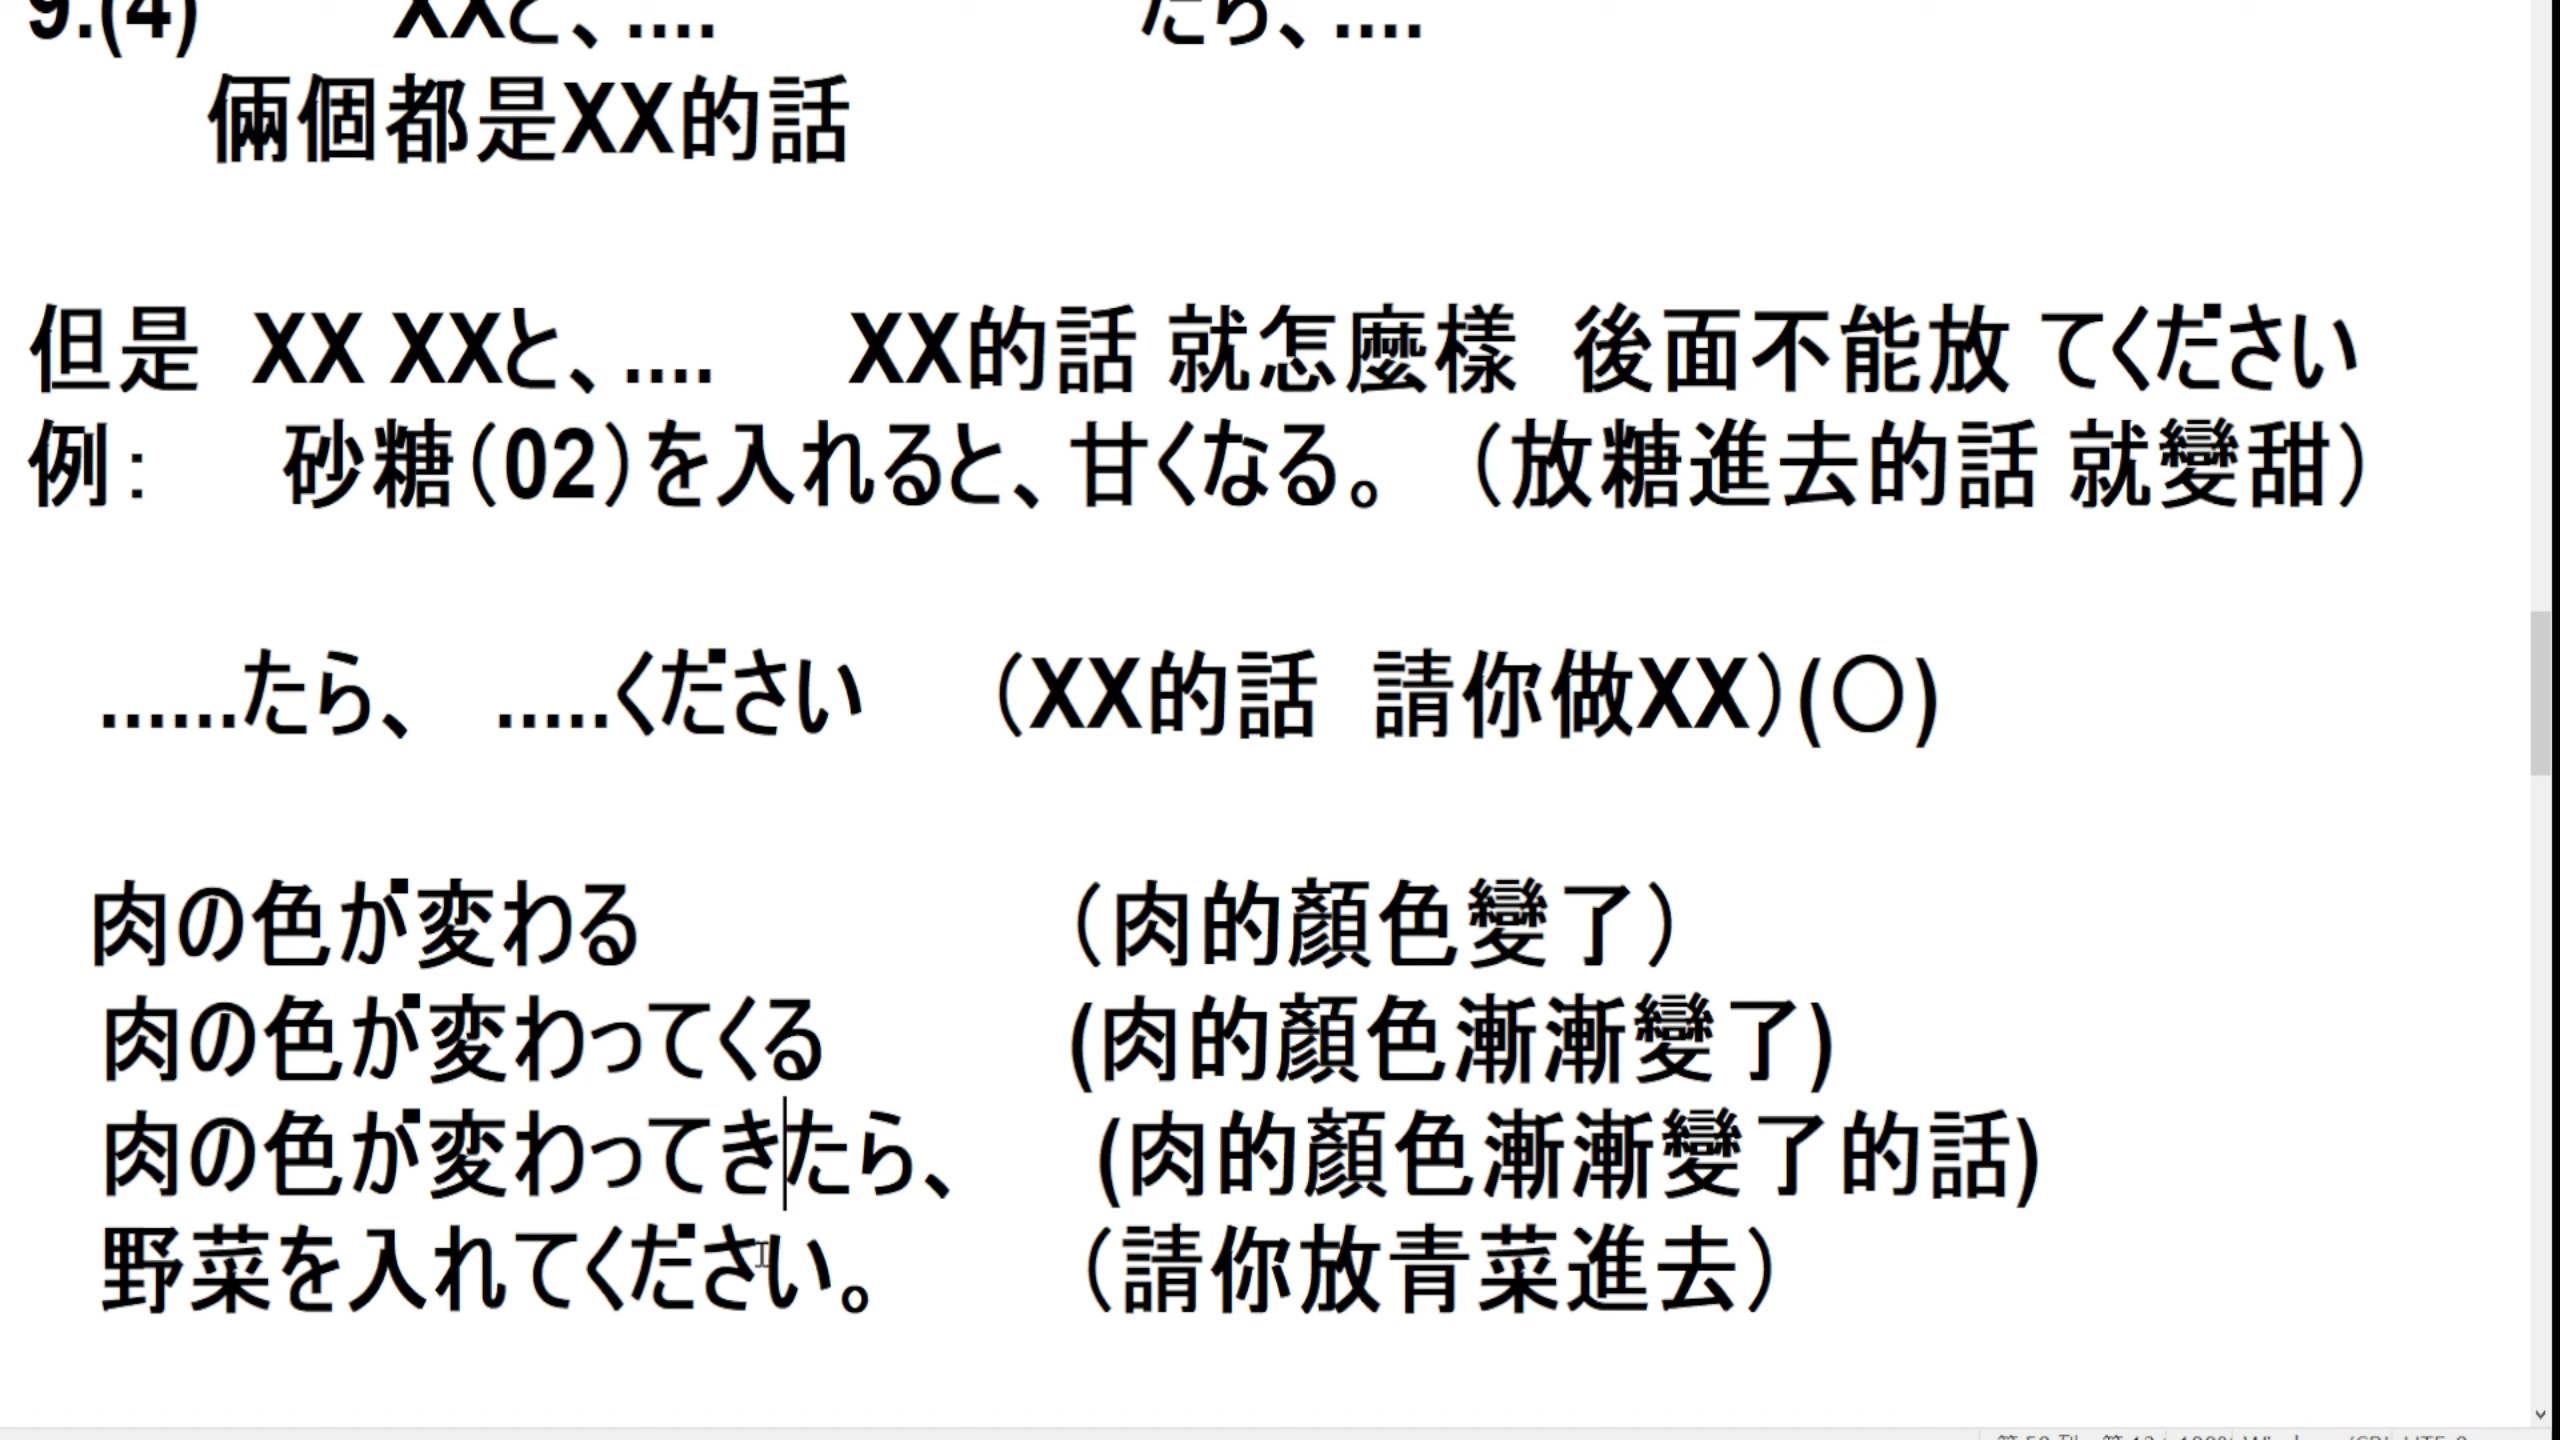 9.(4) XXと、.... たら、....
倆個都是XX的話
但是 XX XXと、.... XX的話 就怎麼樣 後面不能放 てください
例： 砂糖（02）を入れると、甘くなる。 （放糖進去的話 就變甜）
......たら、 .....ください （XX的話 請你做XX）(〇)
肉の色が変わる （肉的顏色變了）
肉の色が変わってくる (肉的顏色漸漸變了)
肉の色が変わってきたら、 (肉的顏色漸漸變了的話)
野菜を入れてください。 （請你放青菜進去）